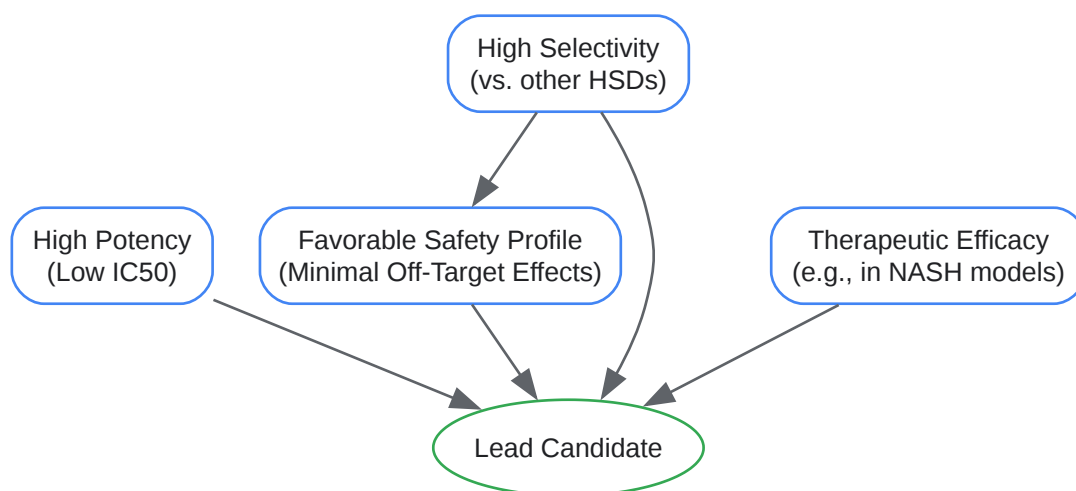 High Selectivity
(vs. other HSDs)
High Potency
(Low IC50)
Favorable Safety Profile
(Minimal Off-Target Effects)
Therapeutic Efficacy
(e.g., in NASH models)
Lead Candidate